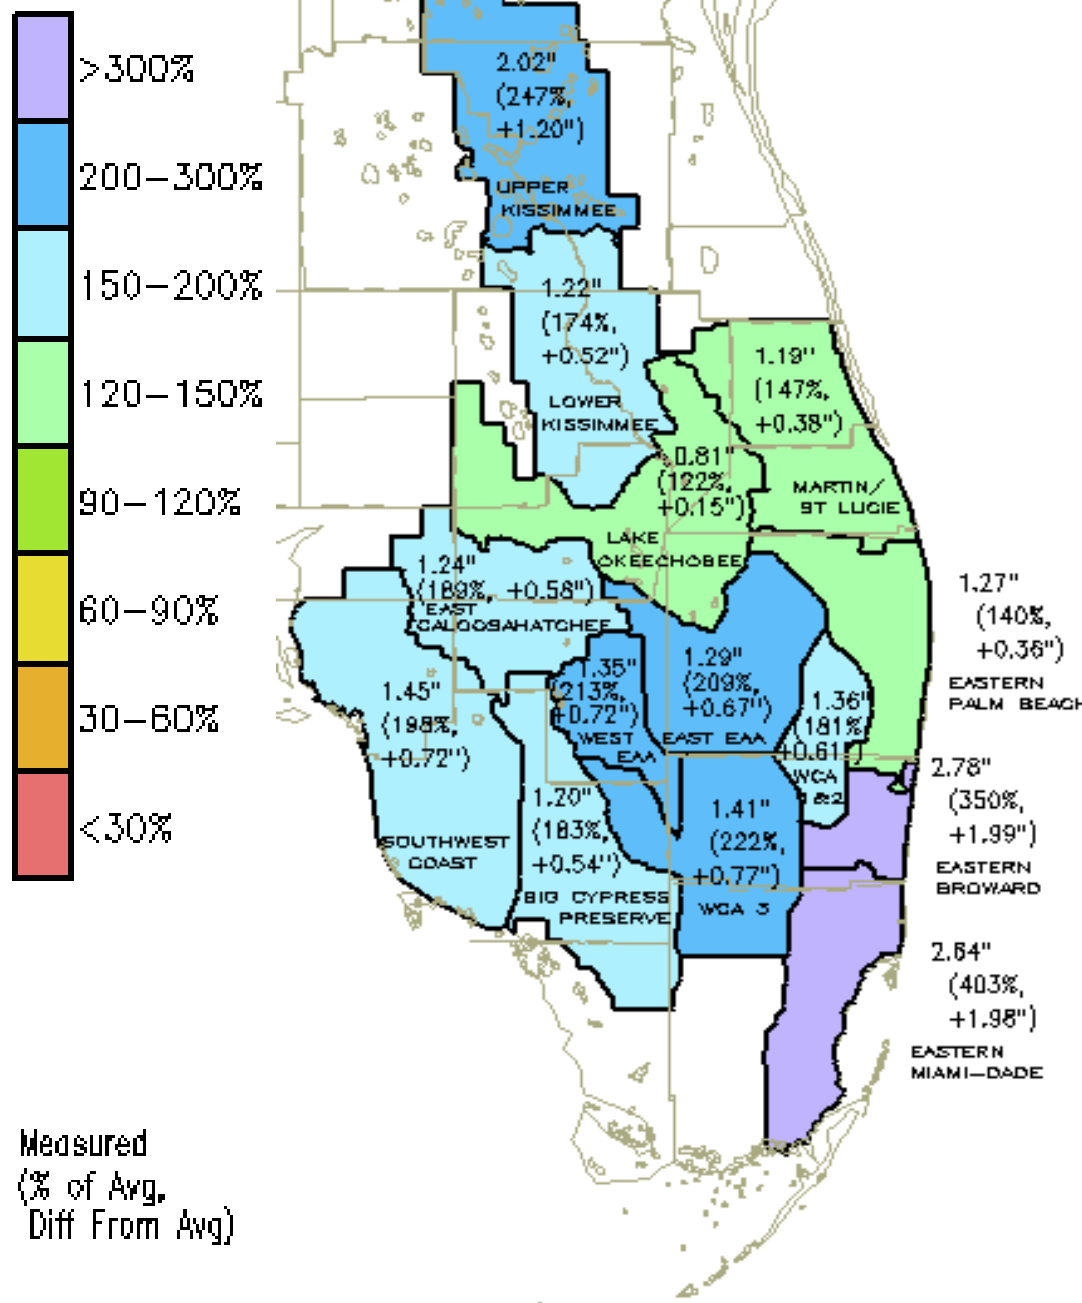 >300%
200-300%
150-200%
120-150%
90-120%
60-90%
30-60%
<30%
Measured
(% of Avg,
Diff From Avg)
2.02"
(247%,
+1.20")
UPPER
KISSIMMEE
1.22"
(174%,
+0.52")
LOWER
KISSIMMEE
1.19"
(147%,
+0.38")
MARTIN/
ST LUCIE
0.81"
(122%,
+0.15")
LAKE
OKEECHOBEE
1.24"
(189%, +0.58")
EAST
CALOOSAHATCHEE
1.27"
(140%,
+0.36")
EASTERN
PALM BEACH
1.45"
(198%,
+0.72")
SOUTHWEST
COAST
1.35"
(213%,
+0.72")
WEST
EAA
1.29"
(209%,
+0.67")
EAST EAA
1.36"
(181%
+0.61")
WCA
1&2
1.20"
(183%,
+0.54")
BIG CYPRESS
PRESERVE
1.41"
(222%,
+0.77")
WCA 3
2.78"
(350%,
+1.99")
EASTERN
BROWARD
2.64"
(403%,
+1.98")
EASTERN
MIAMI-DADE